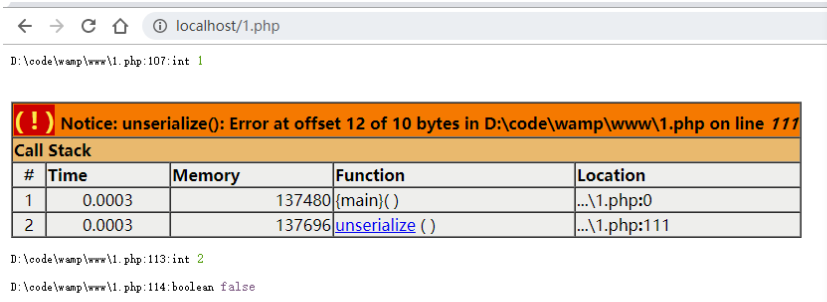 localhost/1.php
D:\code\wamp\www\1.php:107:int 1
( ! ) Notice: unserialize(): Error at offset 12 of 10 bytes in D:\code\wamp\www\1.php on line 111
Call Stack
# Time Memory Function Location
1 0.0003 137480 {main}( ) ...\1.php:0
2 0.0003 137696 unserialize ( ) ...\1.php:111
D:\code\wamp\www\1.php:113:int 2
D:\code\wamp\www\1.php:114:boolean false